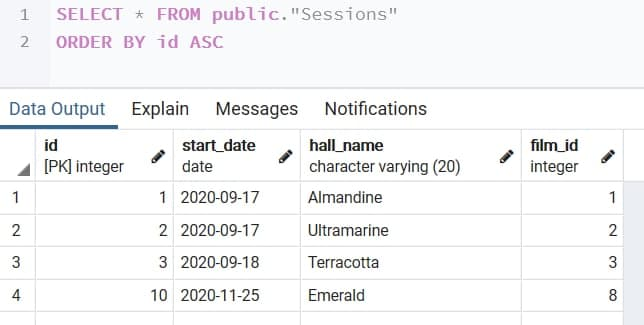 1 SELECT * FROM public."Sessions"
2 ORDER BY id ASC
Data Output Explain Messages Notifications
id start_date hall_name film_id
[PK] integer date character varying (20) integer
1 1 2020-09-17 Almandine 1
2 2 2020-09-17 Ultramarine 2
3 3 2020-09-18 Terracotta 3
4 10 2020-11-25 Emerald 8